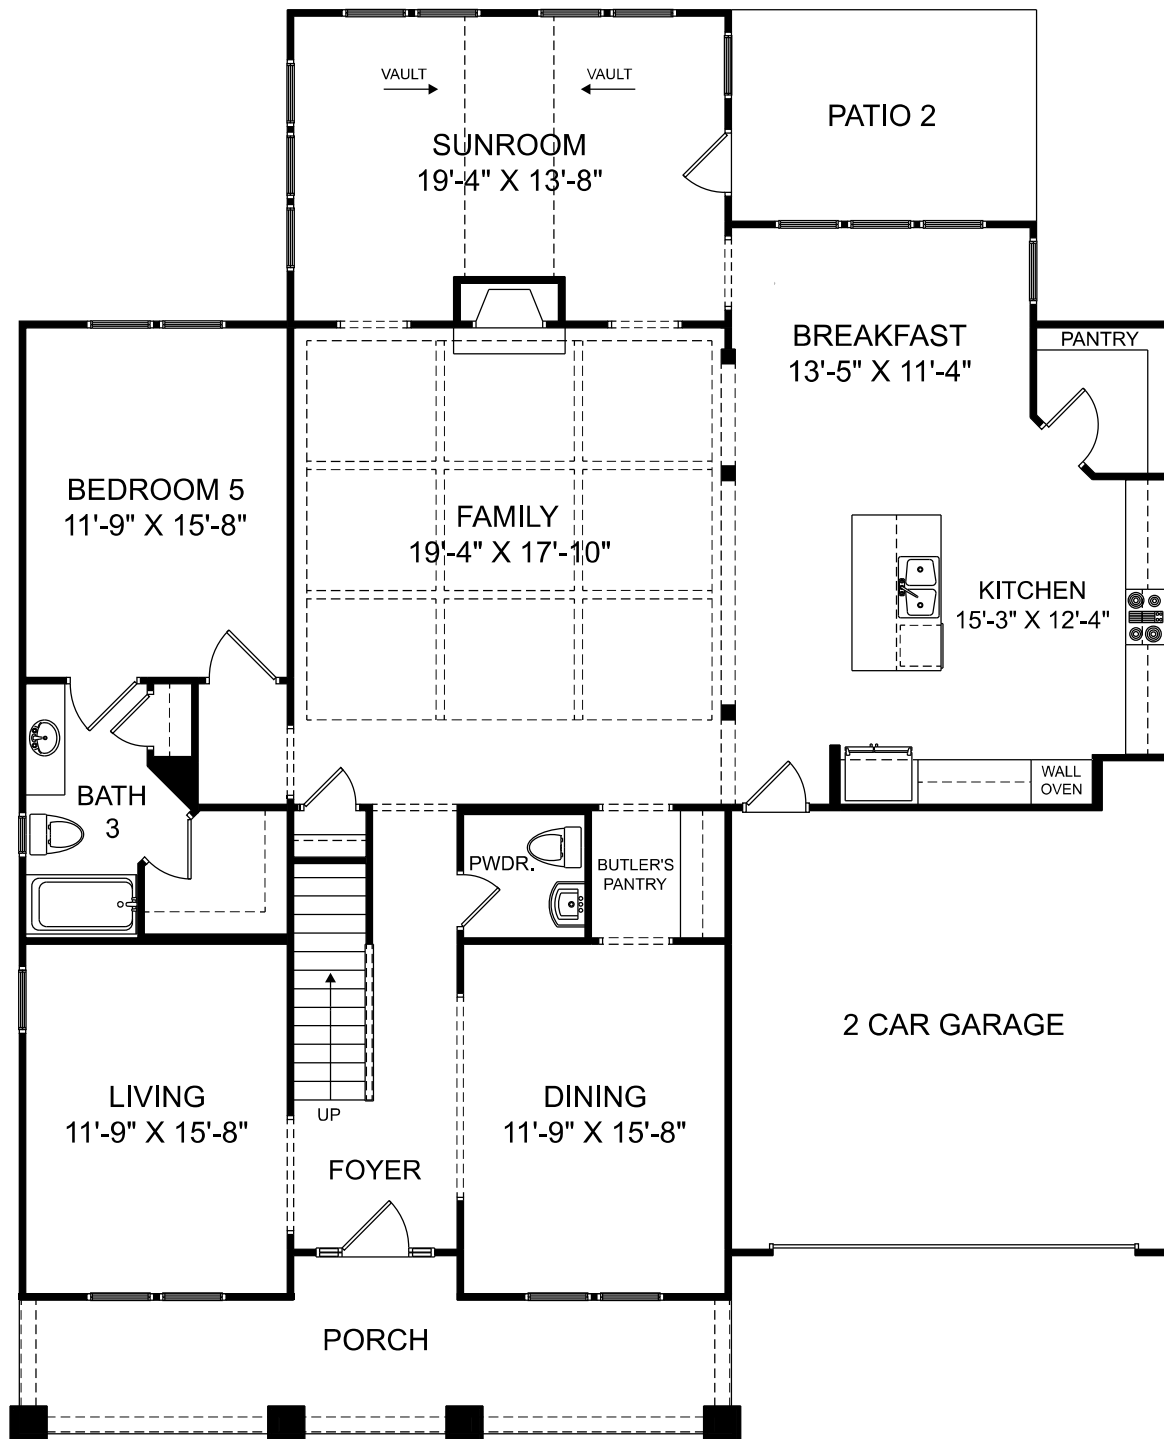 VAULT
VAULT
SUNROOM
19'-4" X 13'-8"
PATIO 2
BREAKFAST
13'-5" X 11'-4"
PANTRY
BEDROOM 5
11'-9" X 15'-8"
FAMILY
19'-4" X 17'-10"
KITCHEN
15'-3" X 12'-4"
WALL
OVEN
BATH
3
PWDR.
BUTLER'S
PANTRY
2 CAR GARAGE
LIVING
11'-9" X 15'-8"
UP
DINING
11'-9" X 15'-8"
FOYER
PORCH